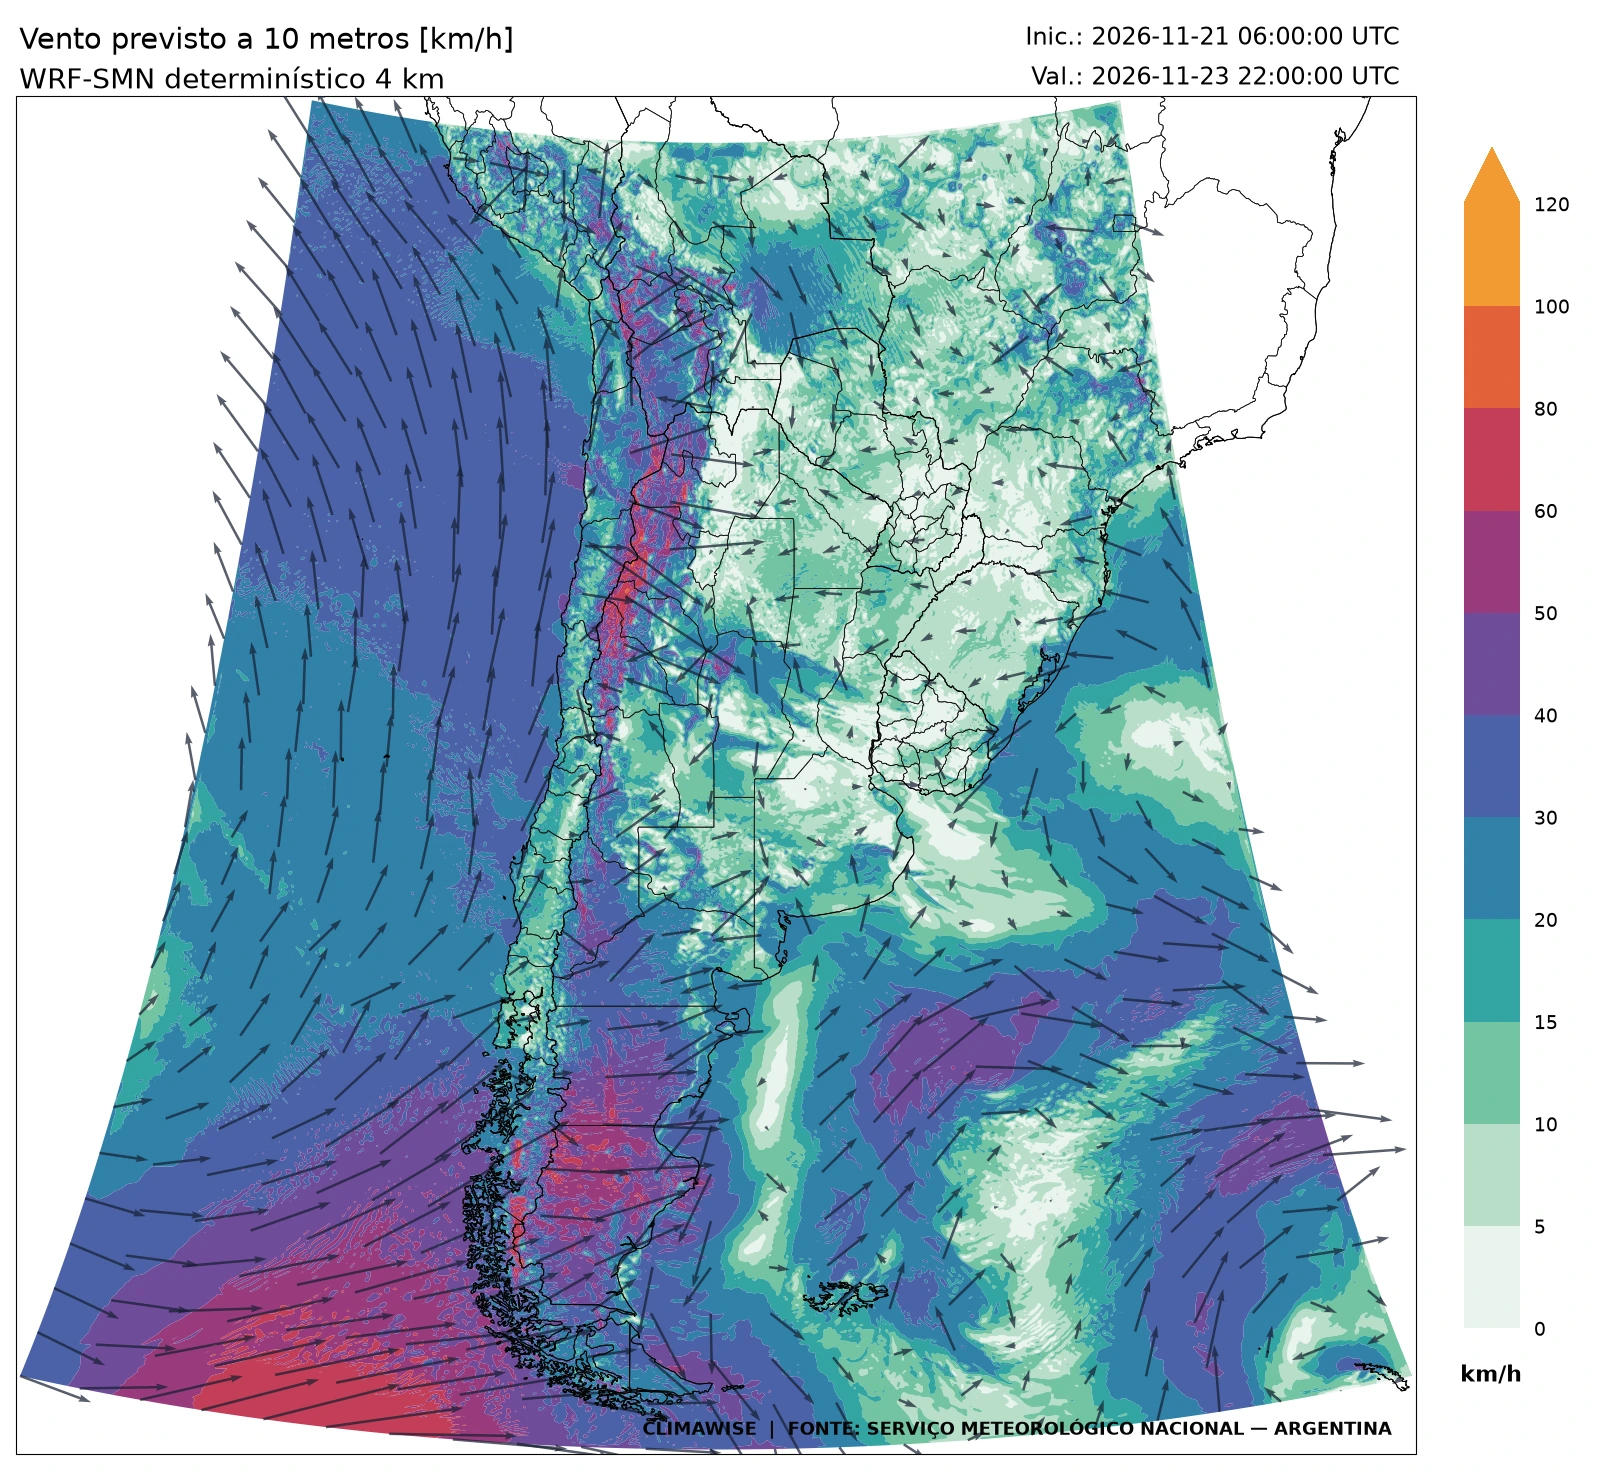 Vento previsto a 10 metros [km/h]
WRF-SMN determinístico 4 km
Inic.: 2026-11-21 06:00:00 UTC
Val.: 2026-11-23 22:00:00 UTC
120
100
80
60
50
40
30
20
15
10
5
0
km/h
CLIMAWISE | FONTE: SERVIÇO METEOROLÓGICO NACIONAL — ARGENTINA